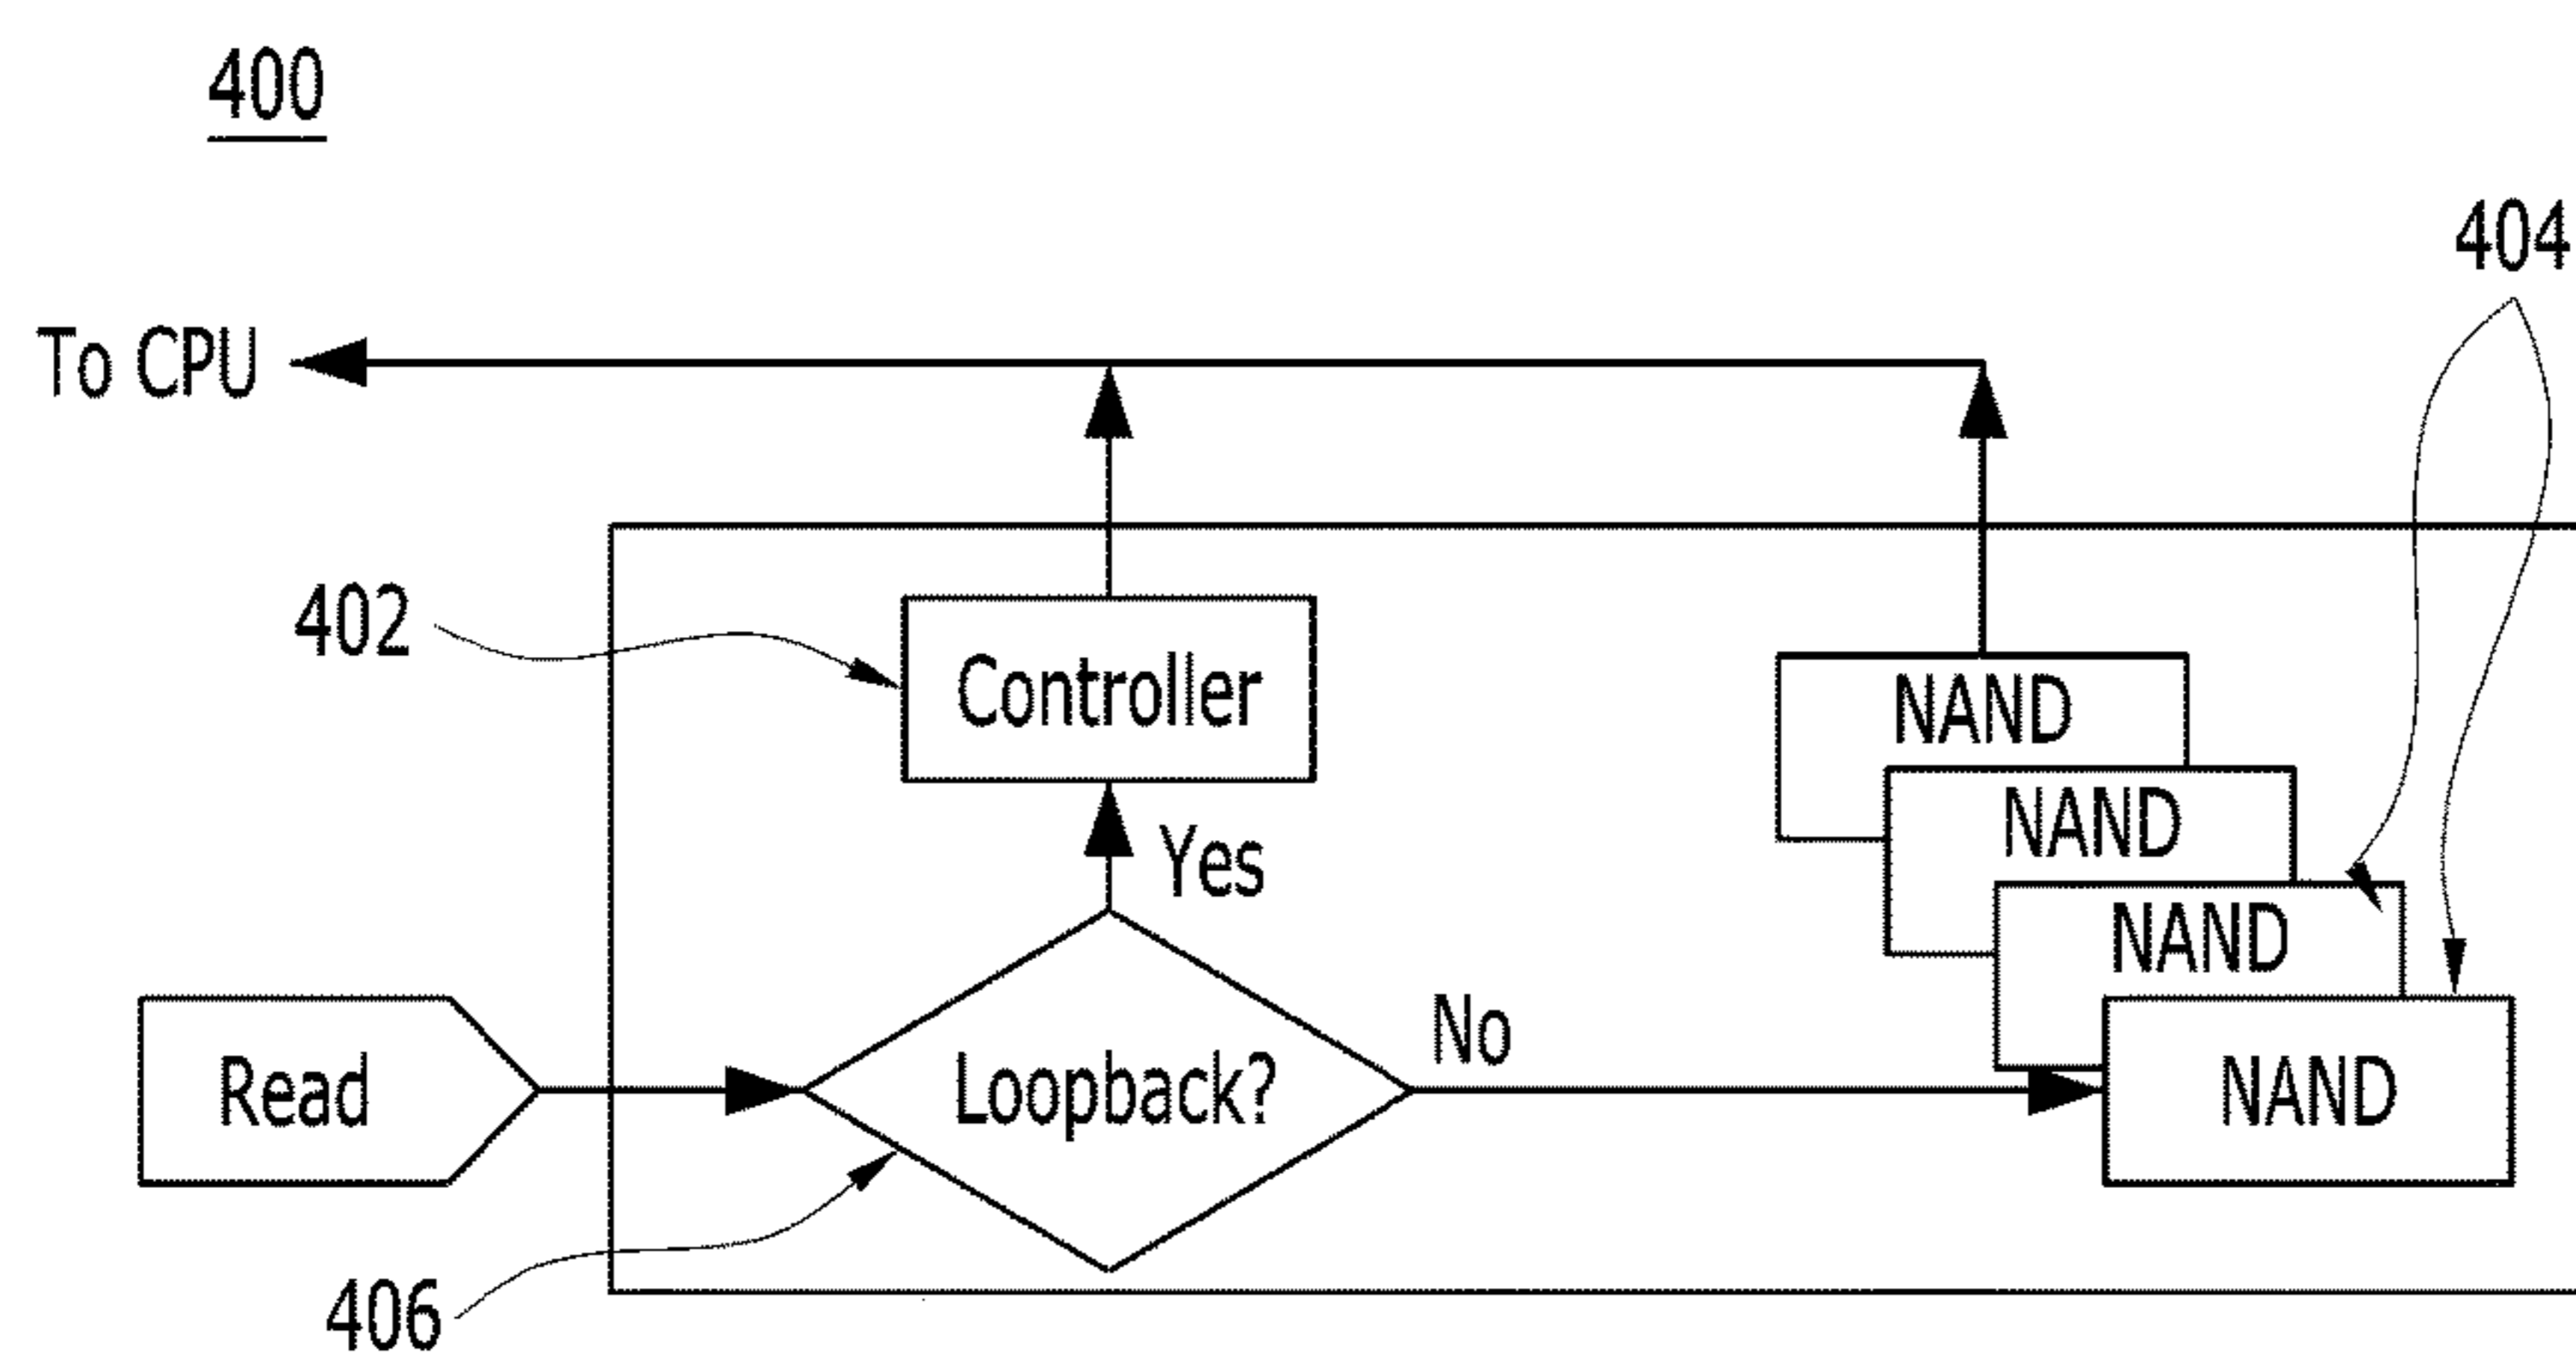 400
404
To CPU
402
Controller
NAND
NAND
Yes
NAND
No
Read
Loopback?
NAND
406